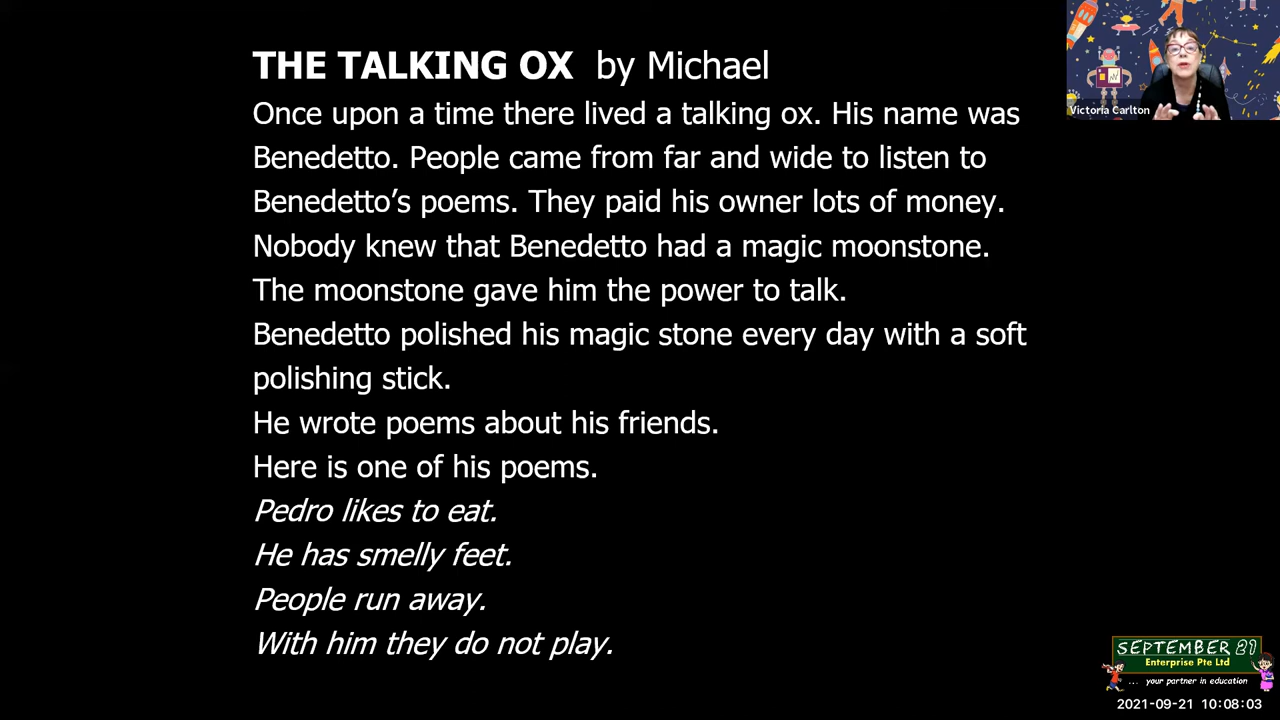 THE TALKING OX by Michael
Once upon a time there lived a talking ox. His name was
Benedetto. People came from far and wide to listen to
Benedetto’s poems. They paid his owner lots of money.
Nobody knew that Benedetto had a magic moonstone.
The moonstone gave him the power to talk.
Benedetto polished his magic stone every day with a soft
polishing stick.
He wrote poems about his friends.
Here is one of his poems.
Pedro likes to eat.
He has smelly feet.
People run away.
With him they do not play.
Victoria Carlton
SEPTEMBER 21
Enterprise Pte Ltd
... your partner in education
2021-09-21 10:08:03